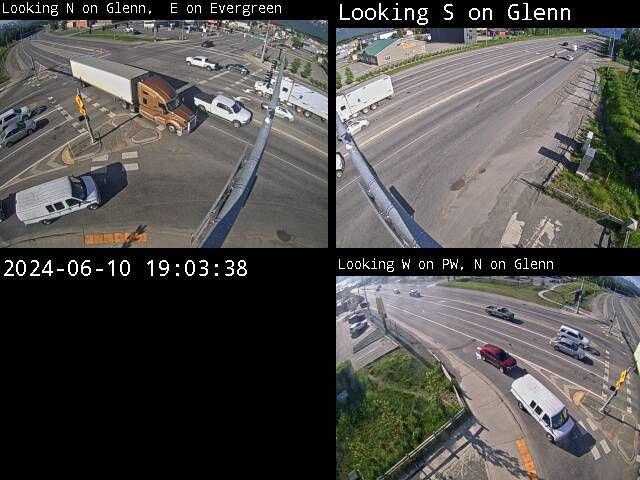 Looking N on Glenn, E on Evergreen
Looking S on Glenn
2024-06-10 19:03:38
Looking W on PW, N on Glenn